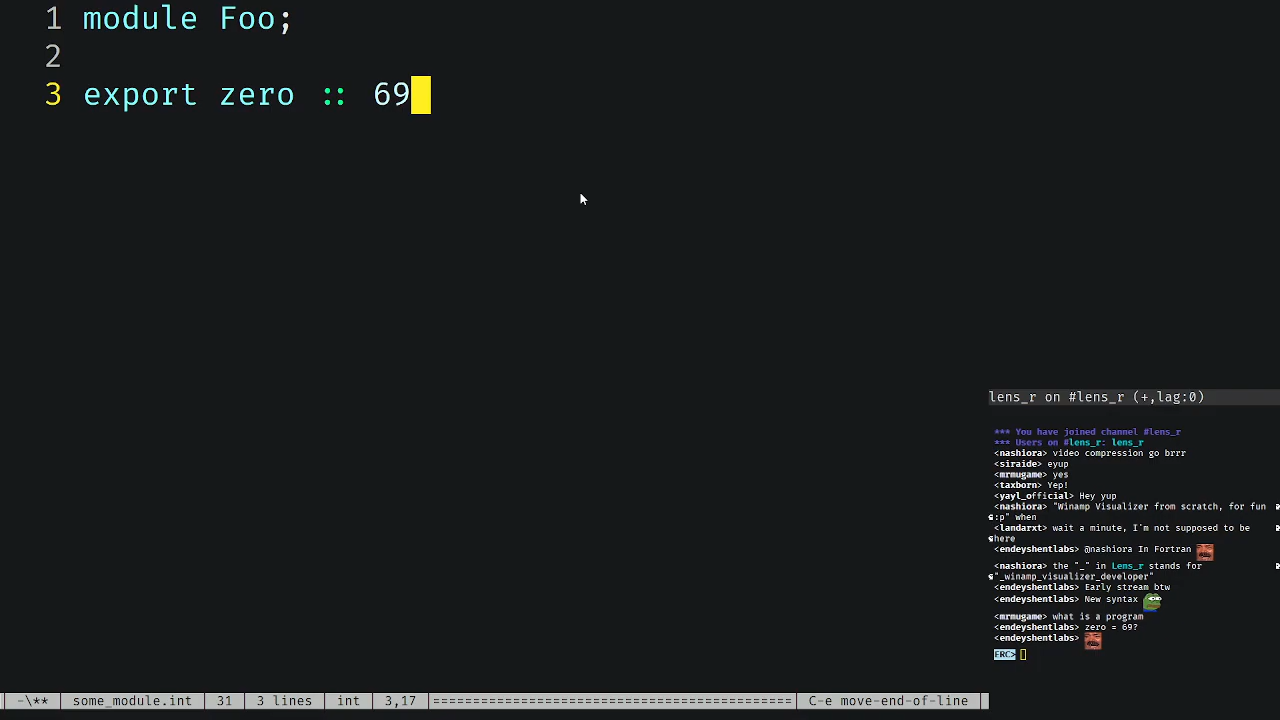 1 module Foo;
2
3 export zero :: 69
lens_r on #lens_r (+,lag:0)
*** You have joined channel #lens_r
*** Users on #lens_r: lens_r
<nashiora> video compression go brrr
<siraide> eyup
<mrmugame> yes
<taxborn> Yep!
<yayl_official> Hey yup
<nashiora> "Winamp Visualizer from scratch, for fun
:p" when
<landarxt> wait a minute, I'm not supposed to be
here
<endeyshentlabs> @nashiora In Fortran
<nashiora> the "_" in Lens_r stands for
"_winamp_visualizer_developer"
<endeyshentlabs> Early stream btw
<endeyshentlabs> New syntax
<mrmugame> what is a program
<endeyshentlabs> zero = 69?
<endeyshentlabs>
ERC>
-\** some_module.int 31 3 lines int 3,17 ================================================ C-e move-end-of-line